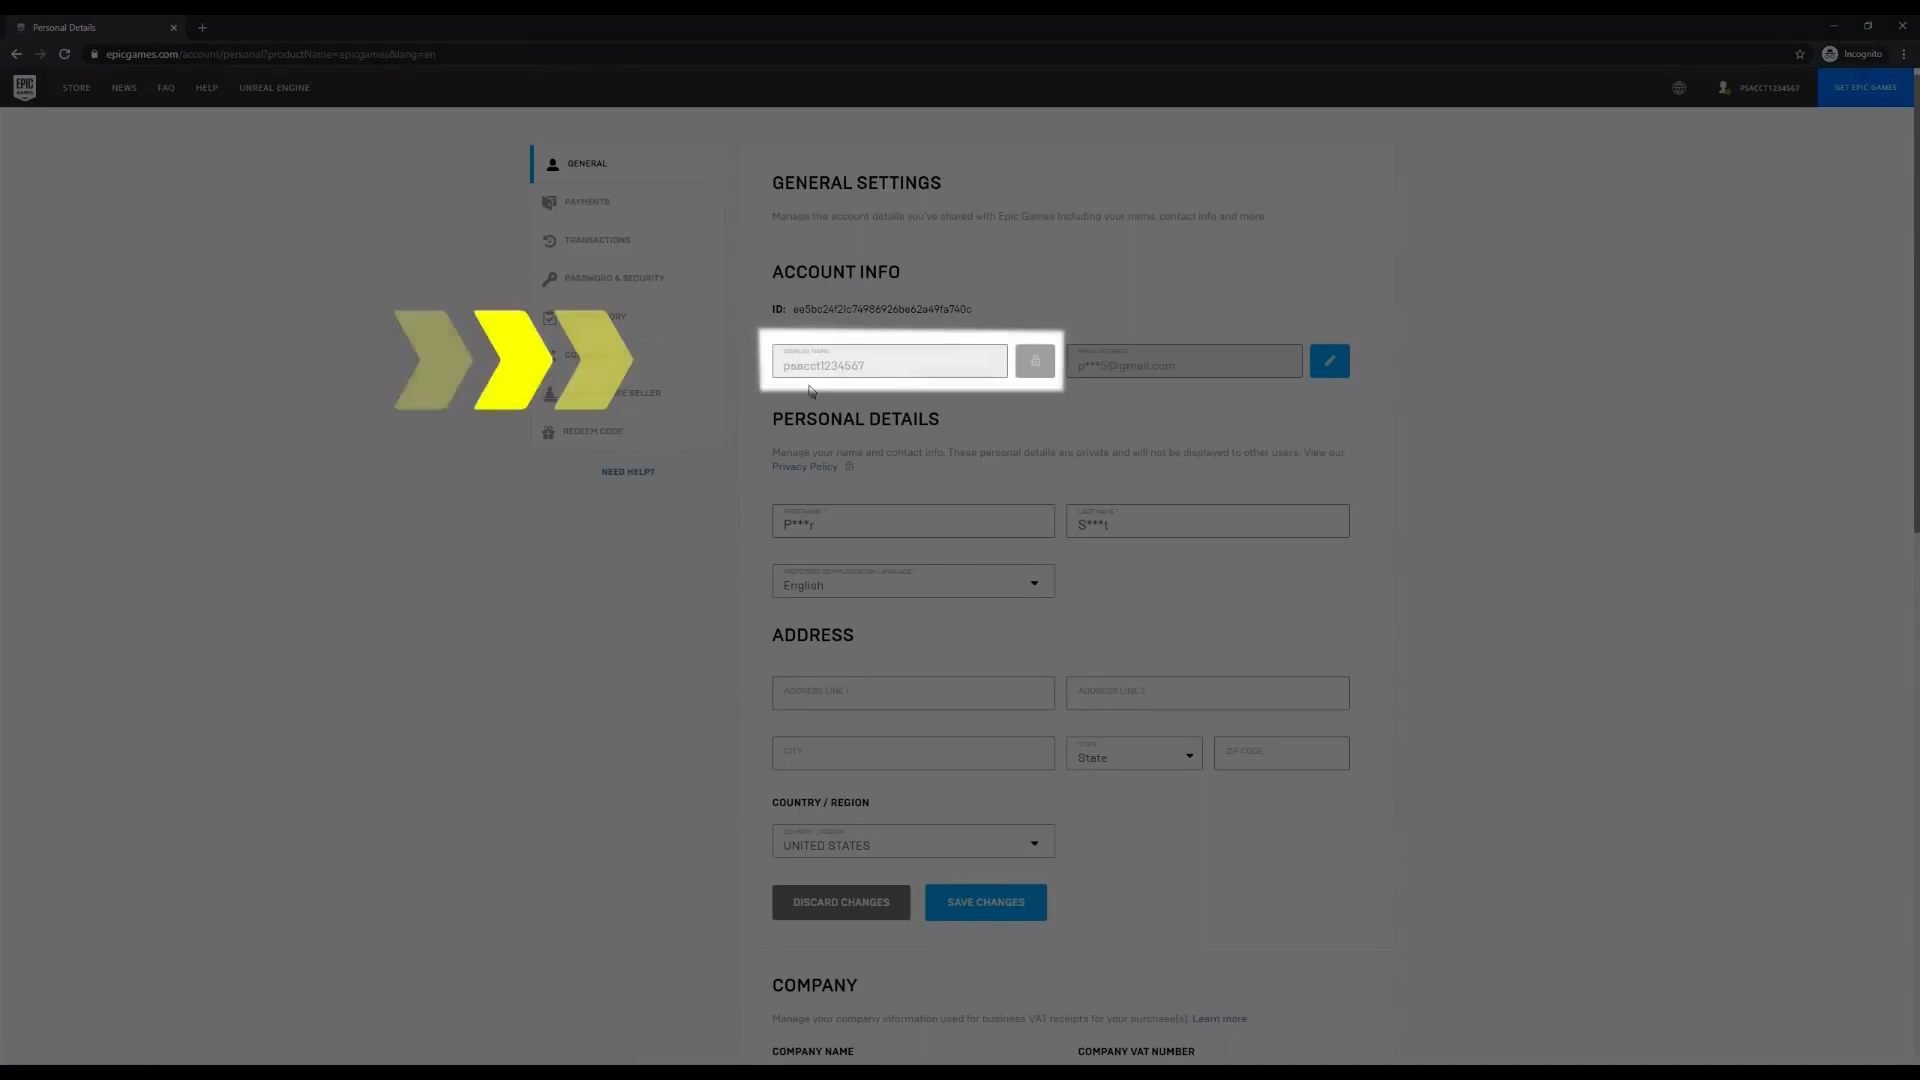 Personal Details
epicgames.com/account/personal?productName=epicgames&lang=en
Incognito
EPIC GAMES
STORE
NEWS
FAQ
HELP
UNREAL ENGINE
PSACCT1234567
GET EPIC GAMES
GENERAL
PAYMENTS
TRANSACTIONS
PASSWORD & SECURITY
SELLER
REDEEM CODE
NEED HELP?
GENERAL SETTINGS
Manage the account details you've shared with Epic Games including your name, contact info and more
ACCOUNT INFO
ID: ee5bc24f21c74986926be62a49fa740c
DISPLAY NAME
psacct1234567
EMAIL ADDRESS
p***5@gmail.com
PERSONAL DETAILS
Manage your name and contact info. These personal details are private and will not be displayed to other users. View our
Privacy Policy
FIRST NAME *
P***r
LAST NAME *
S***t
PREFERRED COMMUNICATION LANGUAGE *
English
ADDRESS
ADDRESS LINE 1
ADDRESS LINE 2
CITY
STATE
State
ZIP CODE
COUNTRY / REGION
COUNTRY / REGION
UNITED STATES
DISCARD CHANGES
SAVE CHANGES
COMPANY
Manage your company information used for business VAT receipts for your purchase(s). Learn more
COMPANY NAME
COMPANY VAT NUMBER